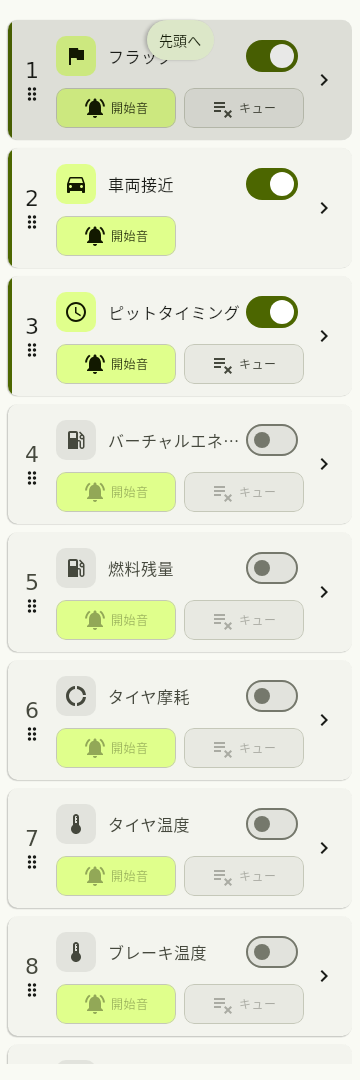 先頭へ
1
フラッグ
開始音
キュー
2
車両接近
開始音
3
ピットタイミング
開始音
キュー
4
バーチャルエネ…
開始音
キュー
5
燃料残量
開始音
キュー
6
タイヤ摩耗
開始音
キュー
7
タイヤ温度
開始音
キュー
8
ブレーキ温度
開始音
キュー